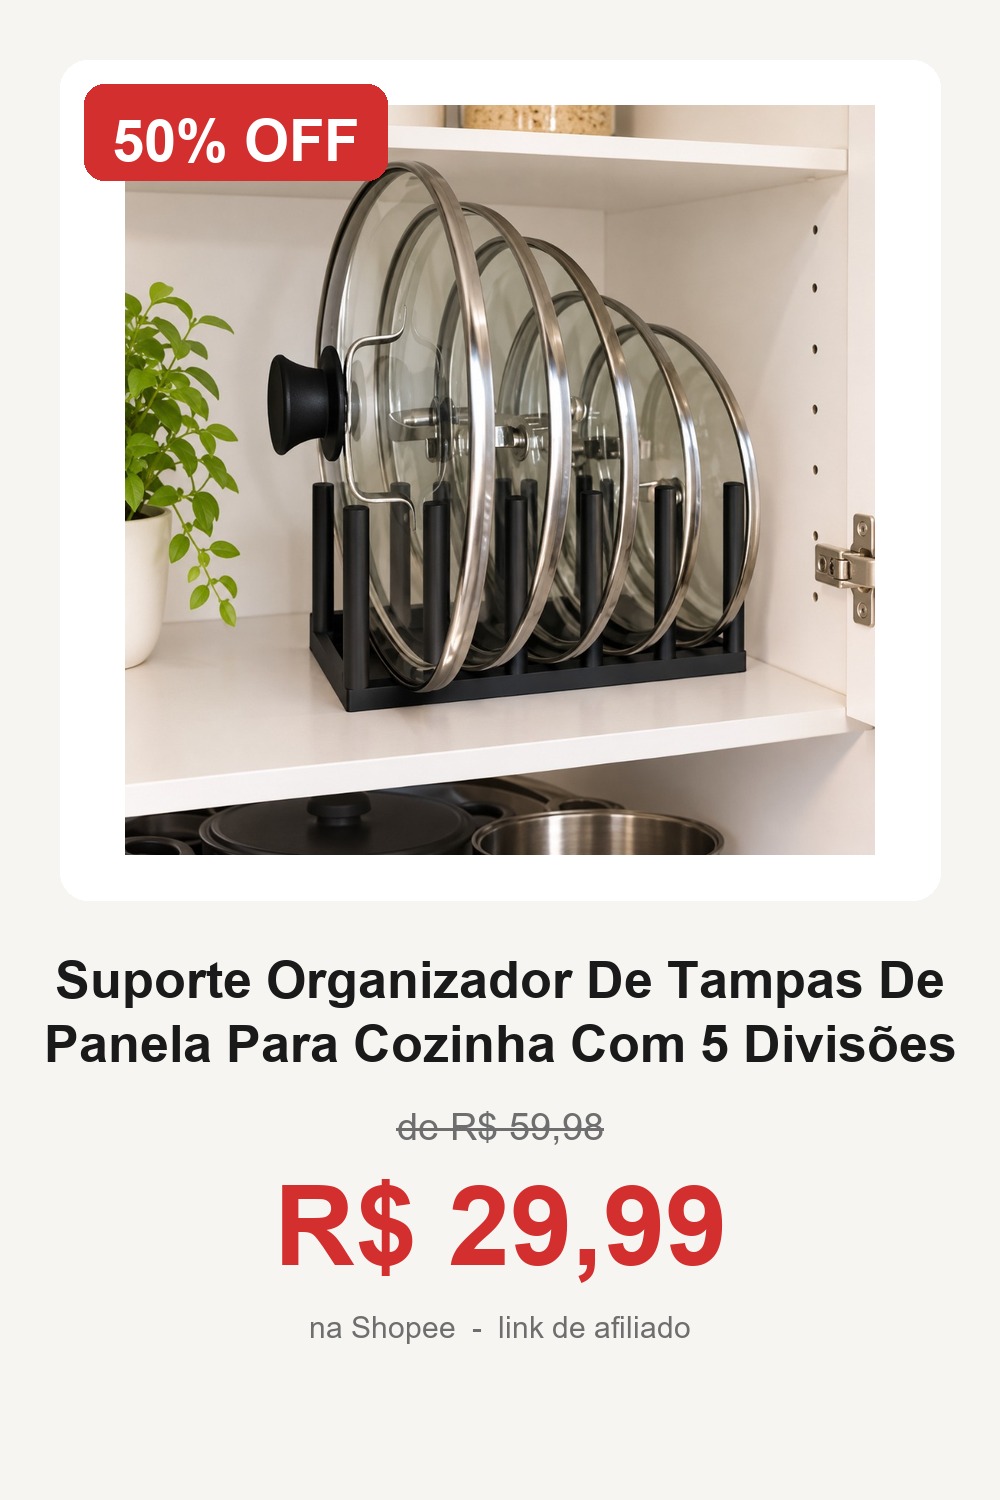 50% OFF
Suporte Organizador De Tampas De
Panela Para Cozinha Com 5 Divisões
de R$ 59,98
R$ 29,99
na Shopee - link de afiliado